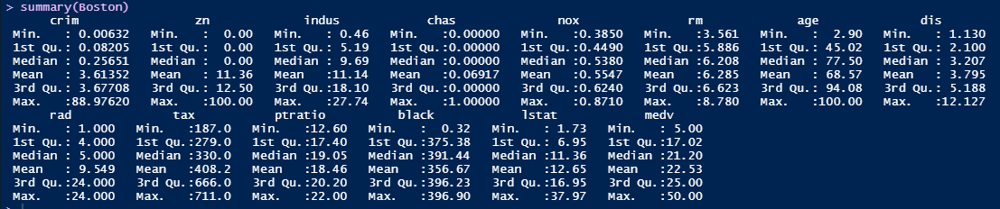 > summary(Boston)
crim zn indus chas nox rm age dis
Min. : 0.00632 Min. : 0.00 Min. : 0.46 Min. :0.00000 Min. :0.3850 Min. :3.561 Min. : 2.90 Min. : 1.130
1st Qu.: 0.08205 1st Qu.: 0.00 1st Qu.: 5.19 1st Qu.:0.00000 1st Qu.:0.4490 1st Qu.:5.886 1st Qu.: 45.02 1st Qu.: 2.100
Median : 0.25651 Median : 0.00 Median : 9.69 Median :0.00000 Median :0.5380 Median :6.208 Median : 77.50 Median : 3.207
Mean : 3.61352 Mean : 11.36 Mean :11.14 Mean :0.06917 Mean :0.5547 Mean :6.285 Mean : 68.57 Mean : 3.795
3rd Qu.: 3.67708 3rd Qu.: 12.50 3rd Qu.:18.10 3rd Qu.:0.00000 3rd Qu.:0.6240 3rd Qu.:6.623 3rd Qu.: 94.08 3rd Qu.: 5.188
Max. :88.97620 Max. :100.00 Max. :27.74 Max. :1.00000 Max. :0.8710 Max. :8.780 Max. :100.00 Max. :12.127
rad tax ptratio black lstat medv
Min. : 1.000 Min. :187.0 Min. :12.60 Min. : 0.32 Min. : 1.73 Min. : 5.00
1st Qu.: 4.000 1st Qu.:279.0 1st Qu.:17.40 1st Qu.:375.38 1st Qu.: 6.95 1st Qu.:17.02
Median : 5.000 Median :330.0 Median :19.05 Median :391.44 Median :11.36 Median :21.20
Mean : 9.549 Mean :408.2 Mean :18.46 Mean :356.67 Mean :12.65 Mean :22.53
3rd Qu.:24.000 3rd Qu.:666.0 3rd Qu.:20.20 3rd Qu.:396.23 3rd Qu.:16.95 3rd Qu.:25.00
Max. :24.000 Max. :711.0 Max. :22.00 Max. :396.90 Max. :37.97 Max. :50.00
>